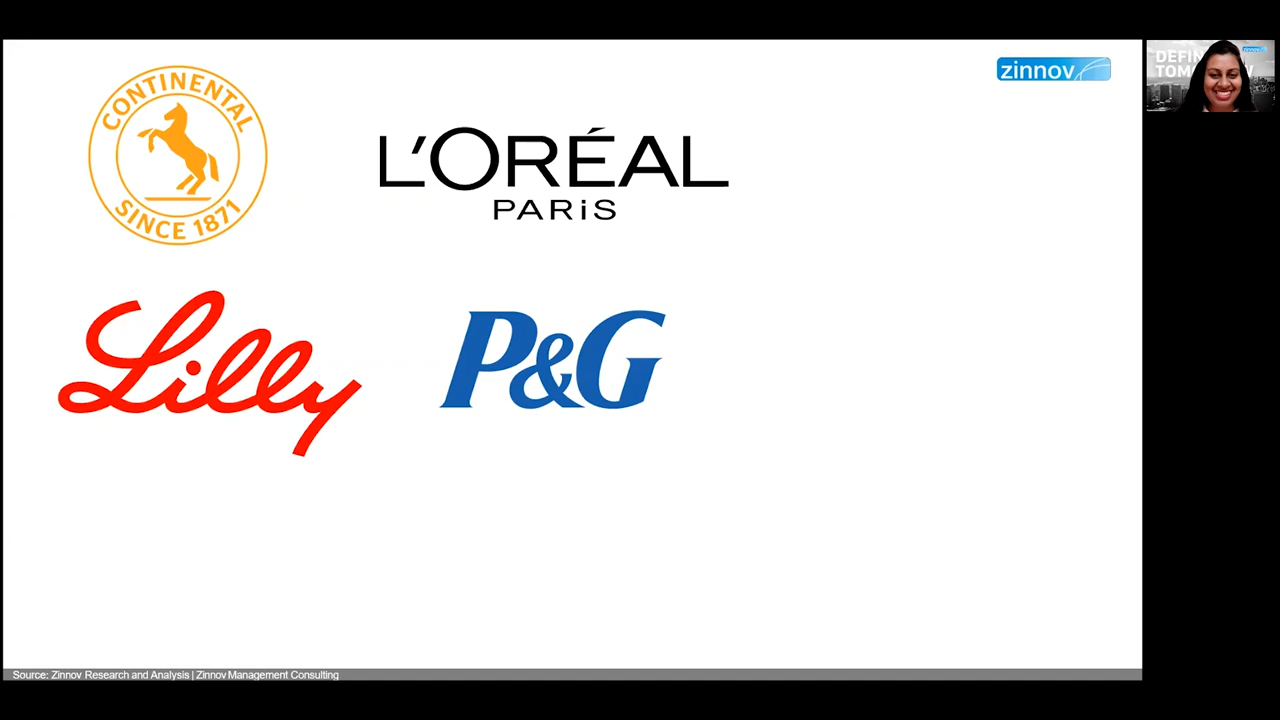 CONTINENTAL
SINCE 1871
L'ORÉAL
PARiS
zinnov
Lilly
P&G
Source: Zinnov Research and Analysis | Zinnov Management Consulting